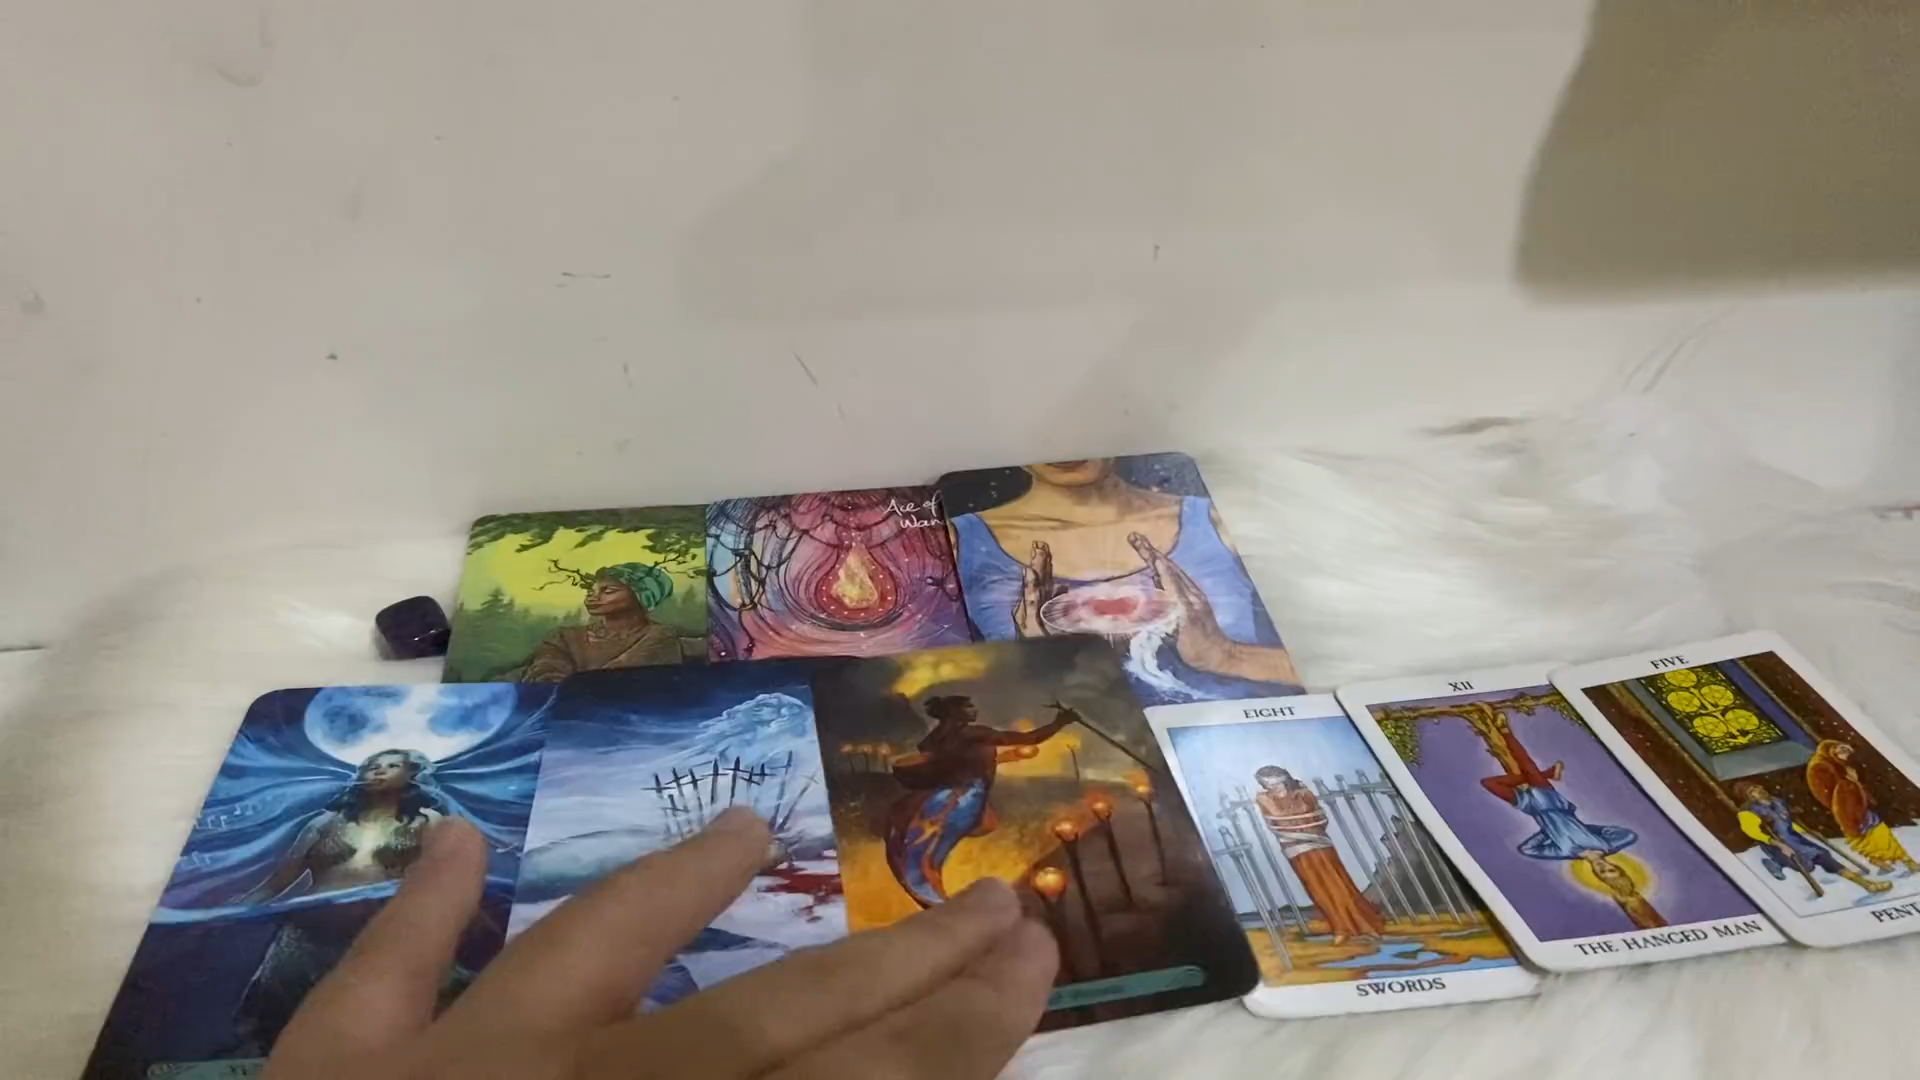 Ace of
Wan
EIGHT
SWORDS
XII
THE HANGED MAN
FIVE
PENT